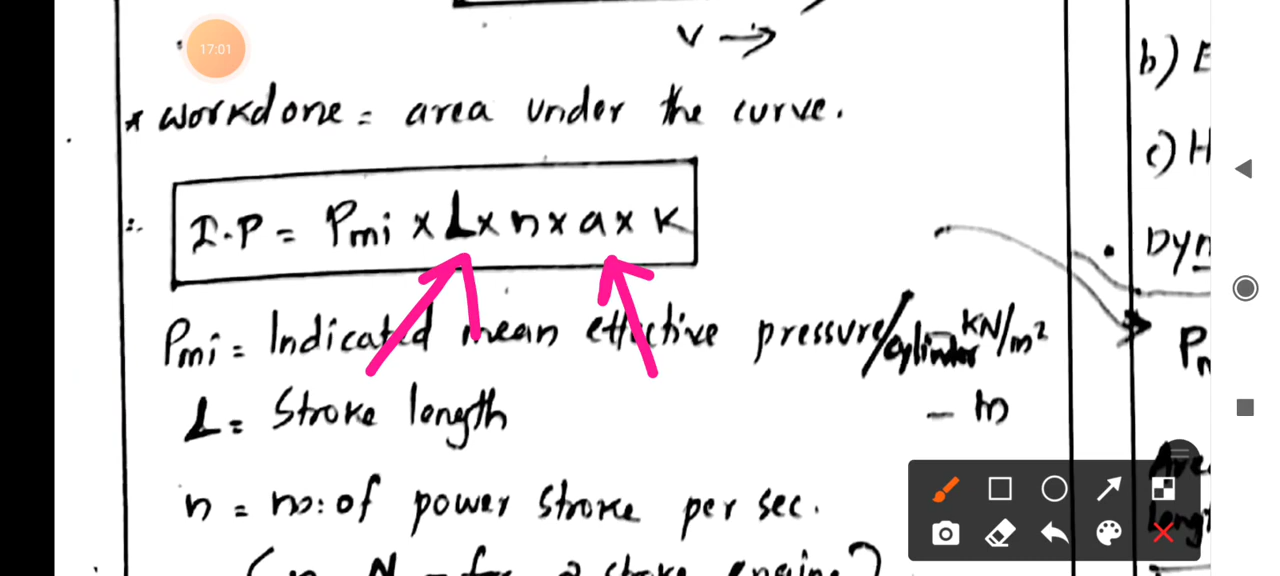 V →
17:01
* Workdone = area under the curve.
b) E
c) H
∴ I.P = Pmi x L x n x a x K
Dyn
Pmi = Indicated mean effective pressure/cylinder KN/m²
L = Stroke length – m
n = no: of power stroke per sec.